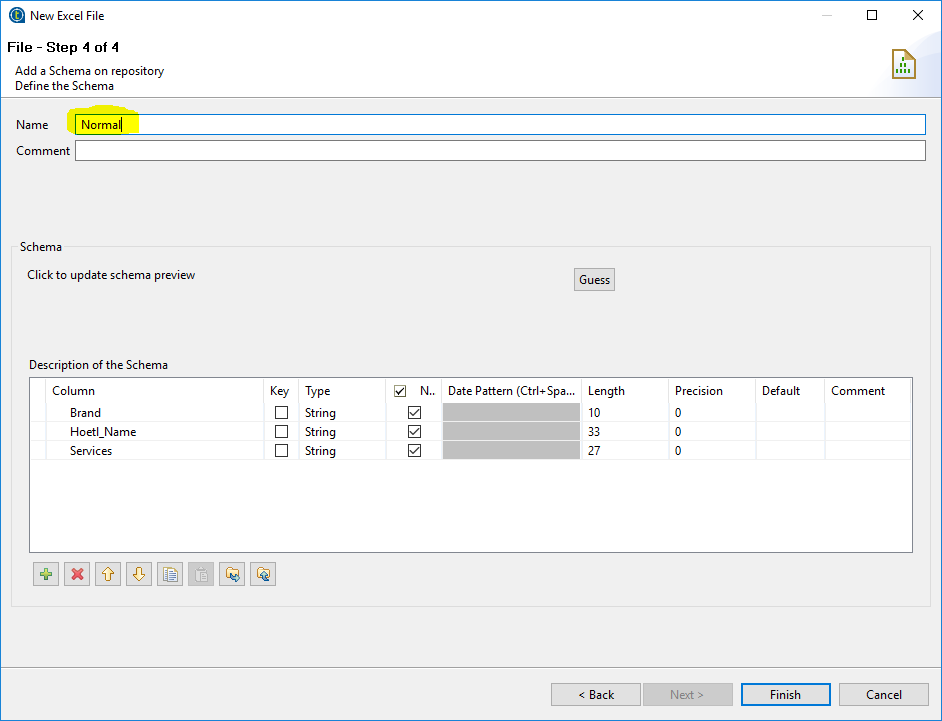 New Excel File
File - Step 4 of 4
Add a Schema on repository
Define the Schema
Name Normal
Comment
Schema
Click to update schema preview Guess
Description of the Schema
Column Key Type N.. Date Pattern (Ctrl+Spa... Length Precision Default Comment
Brand String 10 0
Hoetl_Name String 33 0
Services String 27 0
< Back Next > Finish Cancel